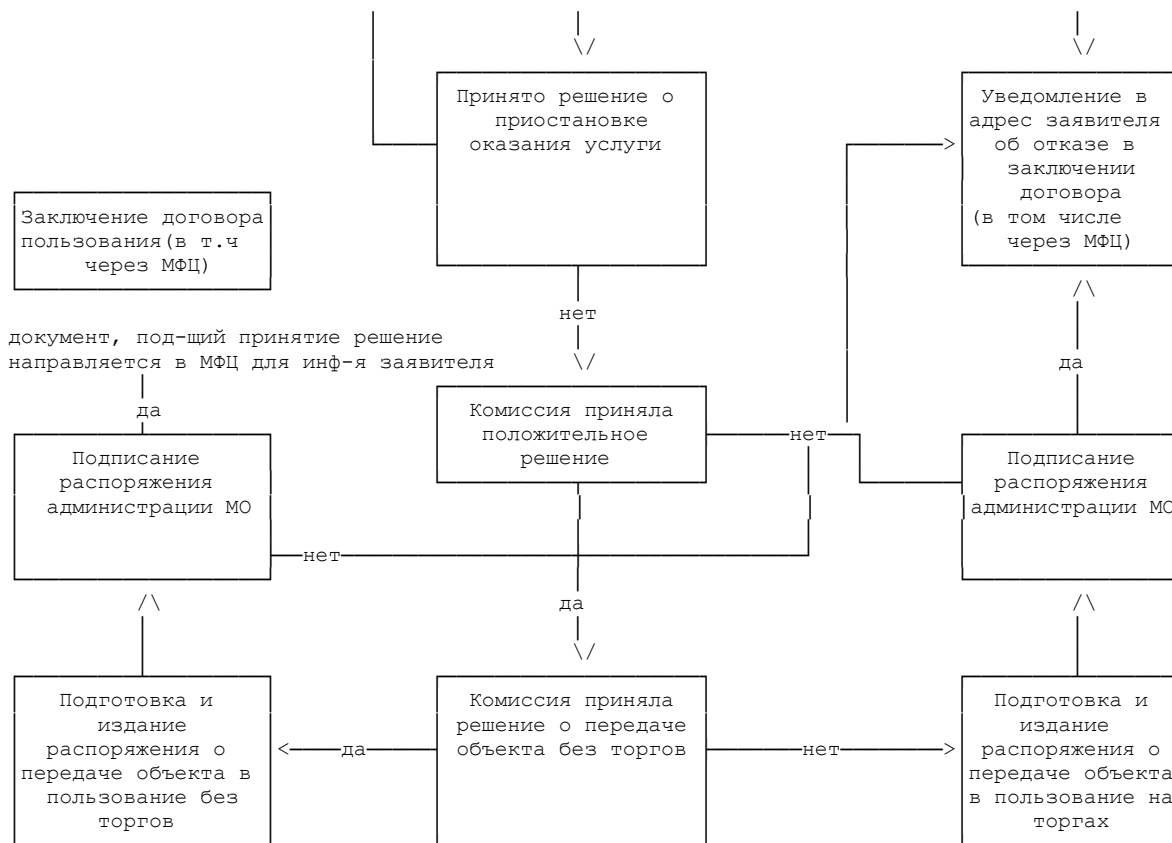 Принято решение о
приостановке
оказания услуги
Уведомление в
адрес заявителя
об отказе в
заключении
договора
(в том числе
через МФЦ)
Заключение договора
пользования(в т.ч
через МФЦ)
нет
документ, под-щий принятие решение
направляется в МФЦ для инф-я заявителя
да
да
Комиссия приняла
положительное
решение
нет
Подписание
распоряжения
администрации МО
Подписание
распоряжения
администрации МО
нет
да
Подготовка и
издание
распоряжения о
передаче объекта в
пользование без
торгов
да
Комиссия приняла
решение о передаче
объекта без торгов
нет
Подготовка и
издание
распоряжения о
передаче объекта
в пользование на
торгах